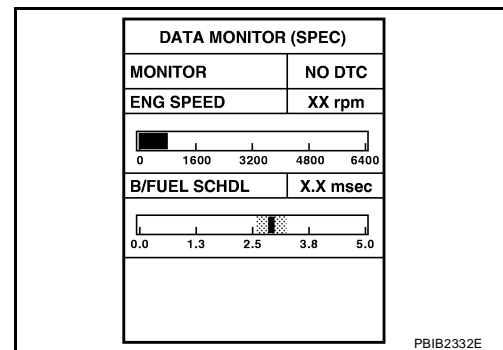 DATA MONITOR (SPEC)
MONITOR NO DTC
ENG SPEED XX rpm
0 1600 3200 4800 6400
B/FUEL SCHDL X.X msec
0.0 1.3 2.5 3.8 5.0
PBIB2332E